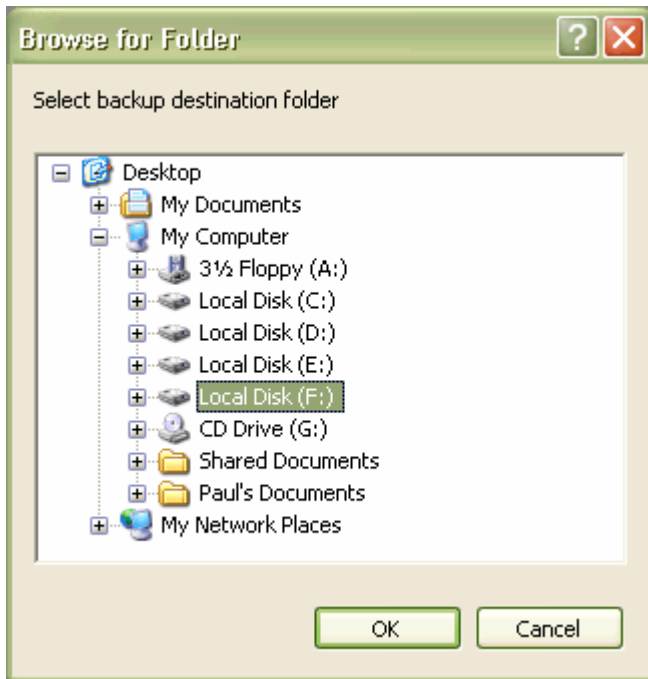 Browse for Folder
Select backup destination folder
Desktop
My Documents
My Computer
3½ Floppy (A:)
Local Disk (C:)
Local Disk (D:)
Local Disk (E:)
Local Disk (F:)
CD Drive (G:)
Shared Documents
Paul's Documents
My Network Places
OK Cancel